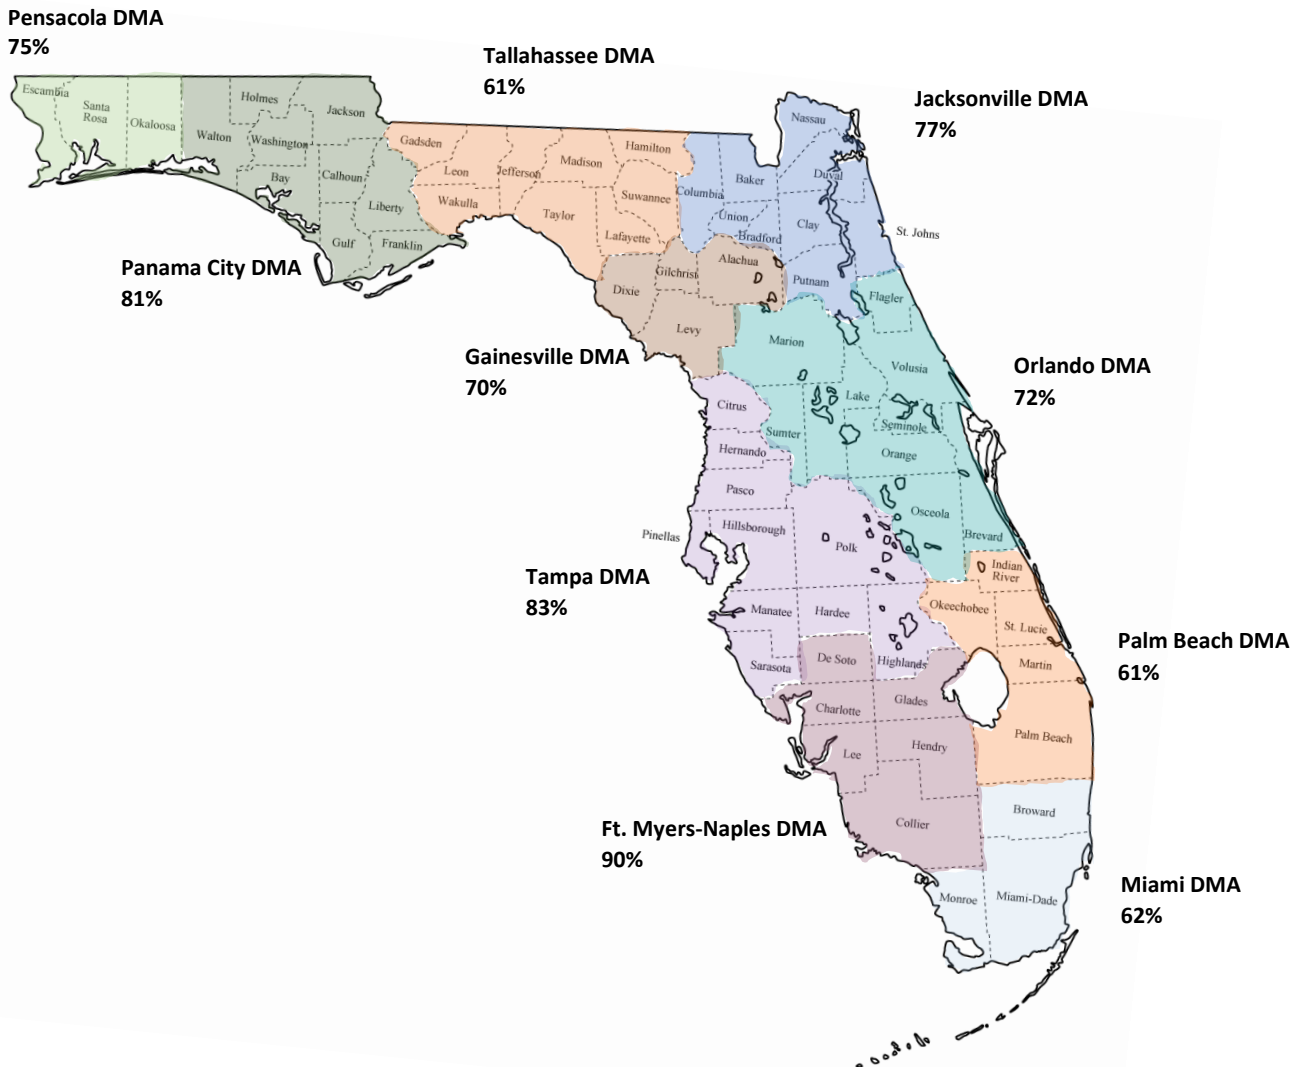 Pensacola DMA
75%
Tallahassee DMA
61%
Jacksonville DMA
77%
Escambia
Santa
Rosa
Okaloosa
Holmes
Jackson
Walton
Washington
Bay
Calhoun
Liberty
Gulf
Franklin
Gadsden
Leon
Jefferson
Madison
Hamilton
Wakulla
Taylor
Suwannee
Lafayette
Columbia
Baker
Nassau
Duval
Union
Bradford
Clay
St. Johns
Putnam
Panama City DMA
81%
Dixie
Gilchrist
Alachua
Levy
Flagler
Gainesville DMA
70%
Marion
Volusia
Orlando DMA
72%
Citrus
Lake
Sumter
Seminole
Hernando
Orange
Pasco
Osceola
Brevard
Pinellas
Hillsborough
Polk
Tampa DMA
83%
Indian
River
Manatee
Hardee
Okeechobee
St. Lucie
Palm Beach DMA
61%
Sarasota
De Soto
Highlands
Martin
Charlotte
Glades
Palm Beach
Lee
Hendry
Ft. Myers-Naples DMA
90%
Collier
Broward
Miami DMA
62%
Monroe
Miami-Dade